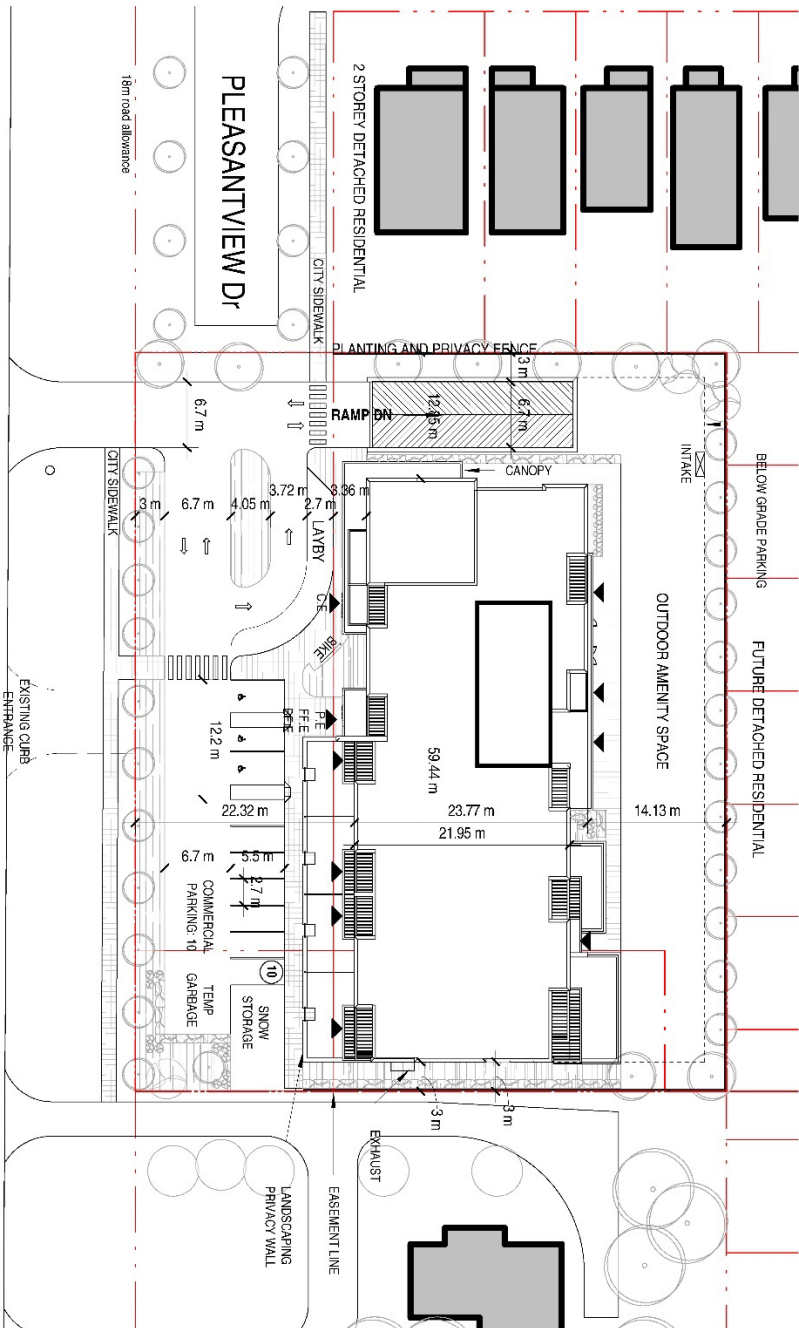 18m road allowance
PLEASANTVIEW Dr
2 STOREY DETACHED RESIDENTIAL
CITY SIDEWALK
PLANTING AND PRIVACY FENCE
3 m
6.7 m
RAMP DN
12.85 m
6.7 m
CANOPY
INTAKE
BELOW GRADE PARKING
CITY SIDEWALK
3 m
6.7 m
4.05 m
3.72 m
2.7 m
3.36 m
LAYBY
C.E
BIKE
OUTDOOR AMENITY SPACE
FUTURE DETACHED RESIDENTIAL
EXISTING CURB
ENTRANCE
12.2 m
FF.E
P.E
59.44 m
22.32 m
23.77 m
14.13 m
21.95 m
6.7 m
5.5 m
2.7 m
COMMERCIAL
PARKING: 10
10
TEMP
GARBAGE
SNOW
STORAGE
3 m
3 m
EXHAUST
LANDSCAPING
PRIVACY WALL
EASEMENT LINE